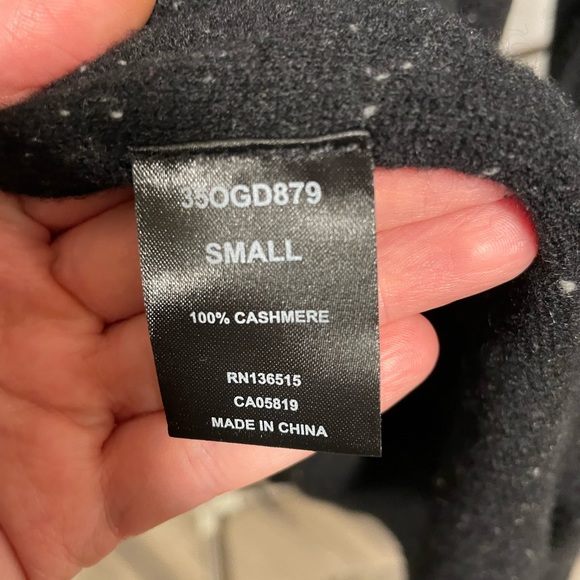 35OGD879
SMALL
100% CASHMERE
RN136515
CA05819
MADE IN CHINA